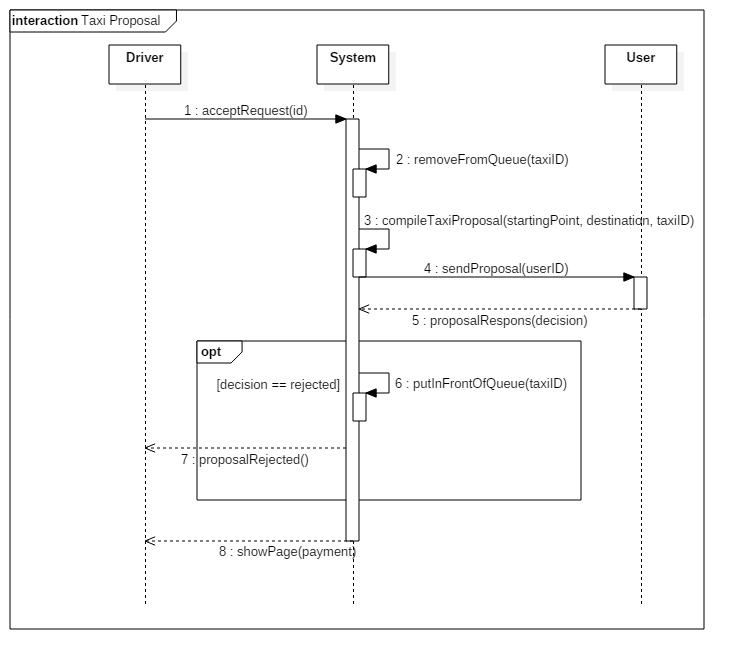 interaction Taxi Proposal
Driver
System
User
1 : acceptRequest(id)
2 : removeFromQueue(taxiID)
3 : compileTaxiProposal(startingPoint, destination, taxiID)
4 : sendProposal(userID)
5 : proposalRespons(decision)
opt
[decision == rejected]
6 : putInFrontOfQueue(taxiID)
7 : proposalRejected()
8 : showPage(payment)